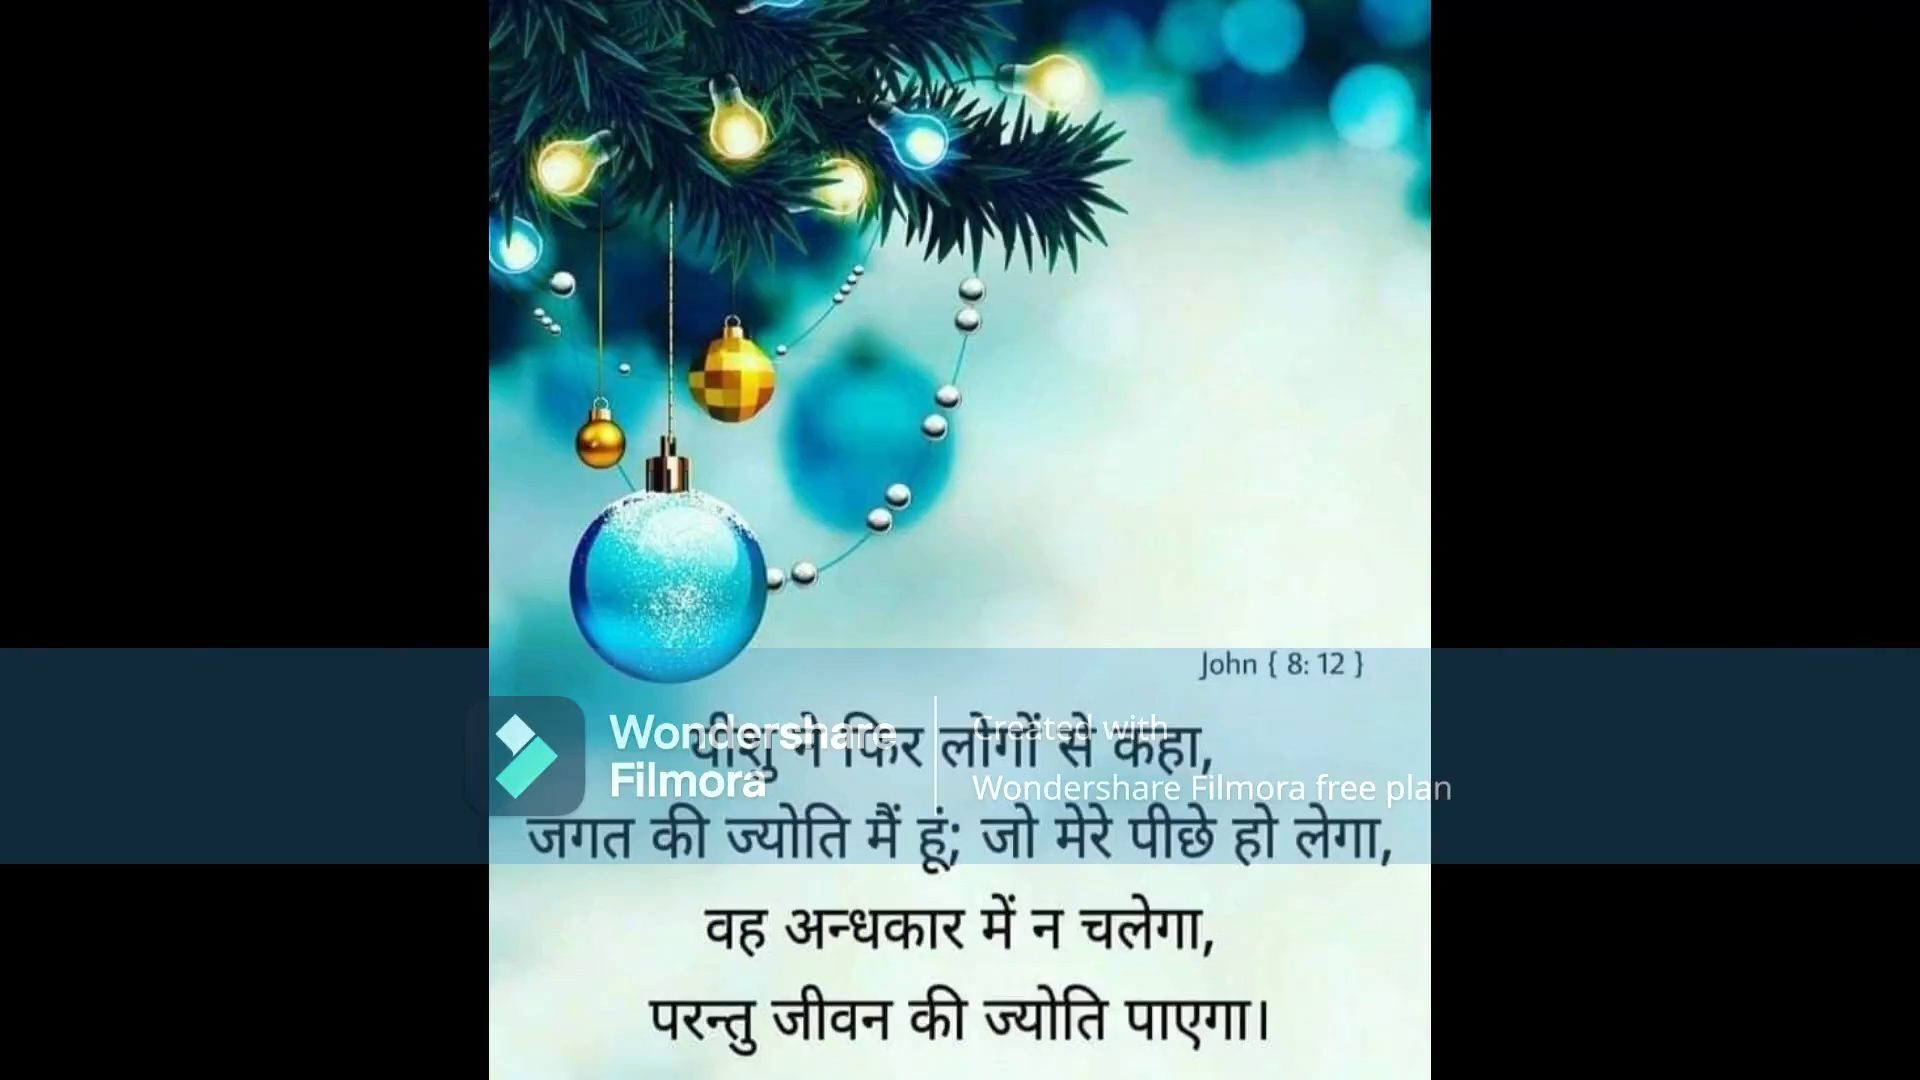 John { 8: 12 }
यीशु ने फिर लोगों से कहा,
Wondershare
Filmora
Created with
Wondershare Filmora free plan
जगत की ज्योति मैं हूं; जो मेरे पीछे हो लेगा,
वह अन्धकार में न चलेगा,
परन्तु जीवन की ज्योति पाएगा।